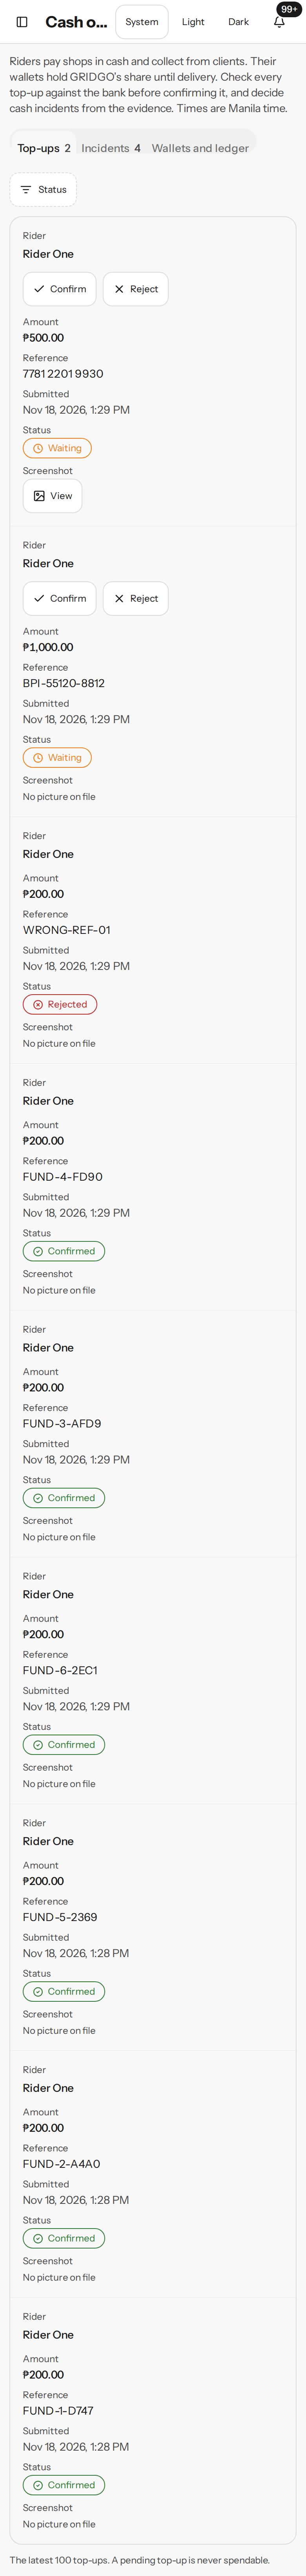 Cash o...
System
Light
Dark
99+
Riders pay shops in cash and collect from clients. Their
wallets hold GRIDGO's share until delivery. Check every
top-up against the bank before confirming it, and decide
cash incidents from the evidence. Times are Manila time.
Top-ups 2
Incidents 4
Wallets and ledger
Status
Rider
Rider One
Confirm
Reject
Amount
₱500.00
Reference
7781 2201 9930
Submitted
Nov 18, 2026, 1:29 PM
Status
Waiting
Screenshot
View
Rider
Rider One
Confirm
Reject
Amount
₱1,000.00
Reference
BPI-55120-8812
Submitted
Nov 18, 2026, 1:29 PM
Status
Waiting
Screenshot
No picture on file
Rider
Rider One
Amount
₱200.00
Reference
WRONG-REF-01
Submitted
Nov 18, 2026, 1:29 PM
Status
Rejected
Screenshot
No picture on file
Rider
Rider One
Amount
₱200.00
Reference
FUND-4-FD90
Submitted
Nov 18, 2026, 1:29 PM
Status
Confirmed
Screenshot
No picture on file
Rider
Rider One
Amount
₱200.00
Reference
FUND-3-AFD9
Submitted
Nov 18, 2026, 1:29 PM
Status
Confirmed
Screenshot
No picture on file
Rider
Rider One
Amount
₱200.00
Reference
FUND-6-2EC1
Submitted
Nov 18, 2026, 1:29 PM
Status
Confirmed
Screenshot
No picture on file
Rider
Rider One
Amount
₱200.00
Reference
FUND-5-2369
Submitted
Nov 18, 2026, 1:28 PM
Status
Confirmed
Screenshot
No picture on file
Rider
Rider One
Amount
₱200.00
Reference
FUND-2-A4A0
Submitted
Nov 18, 2026, 1:28 PM
Status
Confirmed
Screenshot
No picture on file
Rider
Rider One
Amount
₱200.00
Reference
FUND-1-D747
Submitted
Nov 18, 2026, 1:28 PM
Status
Confirmed
Screenshot
No picture on file
The latest 100 top-ups. A pending top-up is never spendable.